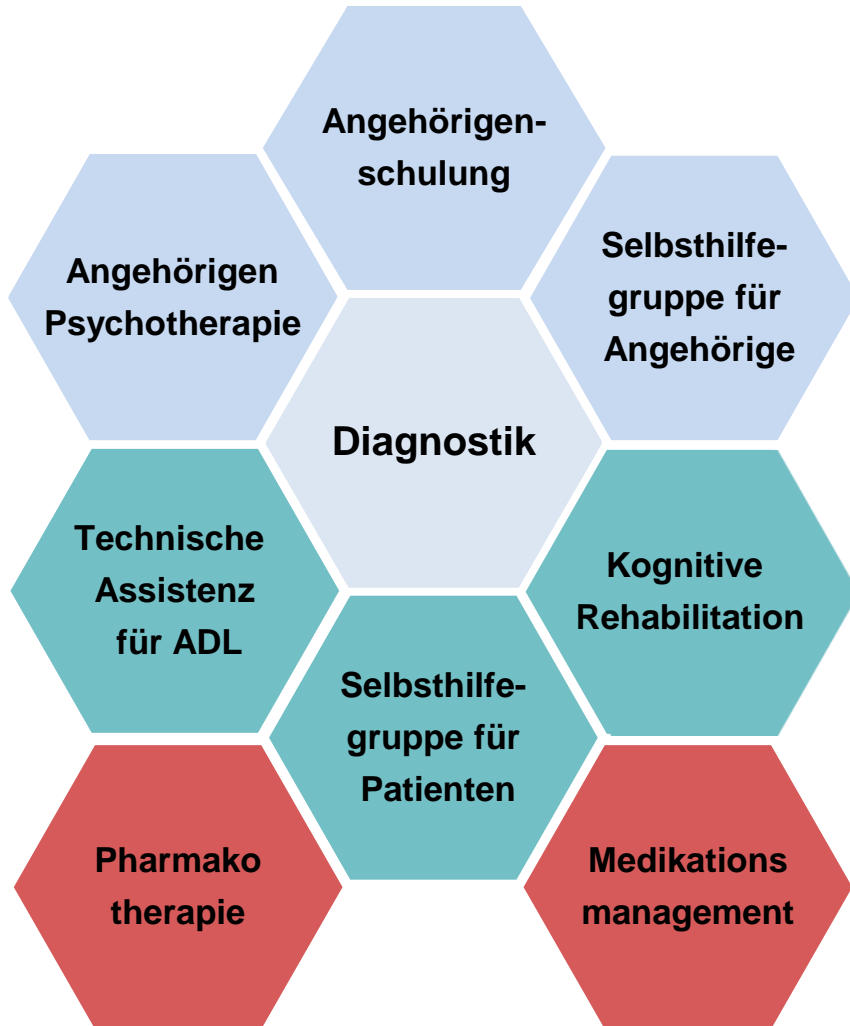 Angehörigen-
schulung
Angehörigen
Psychotherapie
Selbsthilfe-
gruppe für
Angehörige
Diagnostik
Technische
Assistenz
für ADL
Kognitive
Rehabilitation
Selbsthilfe-
gruppe für
Patienten
Pharmako
therapie
Medikations
management